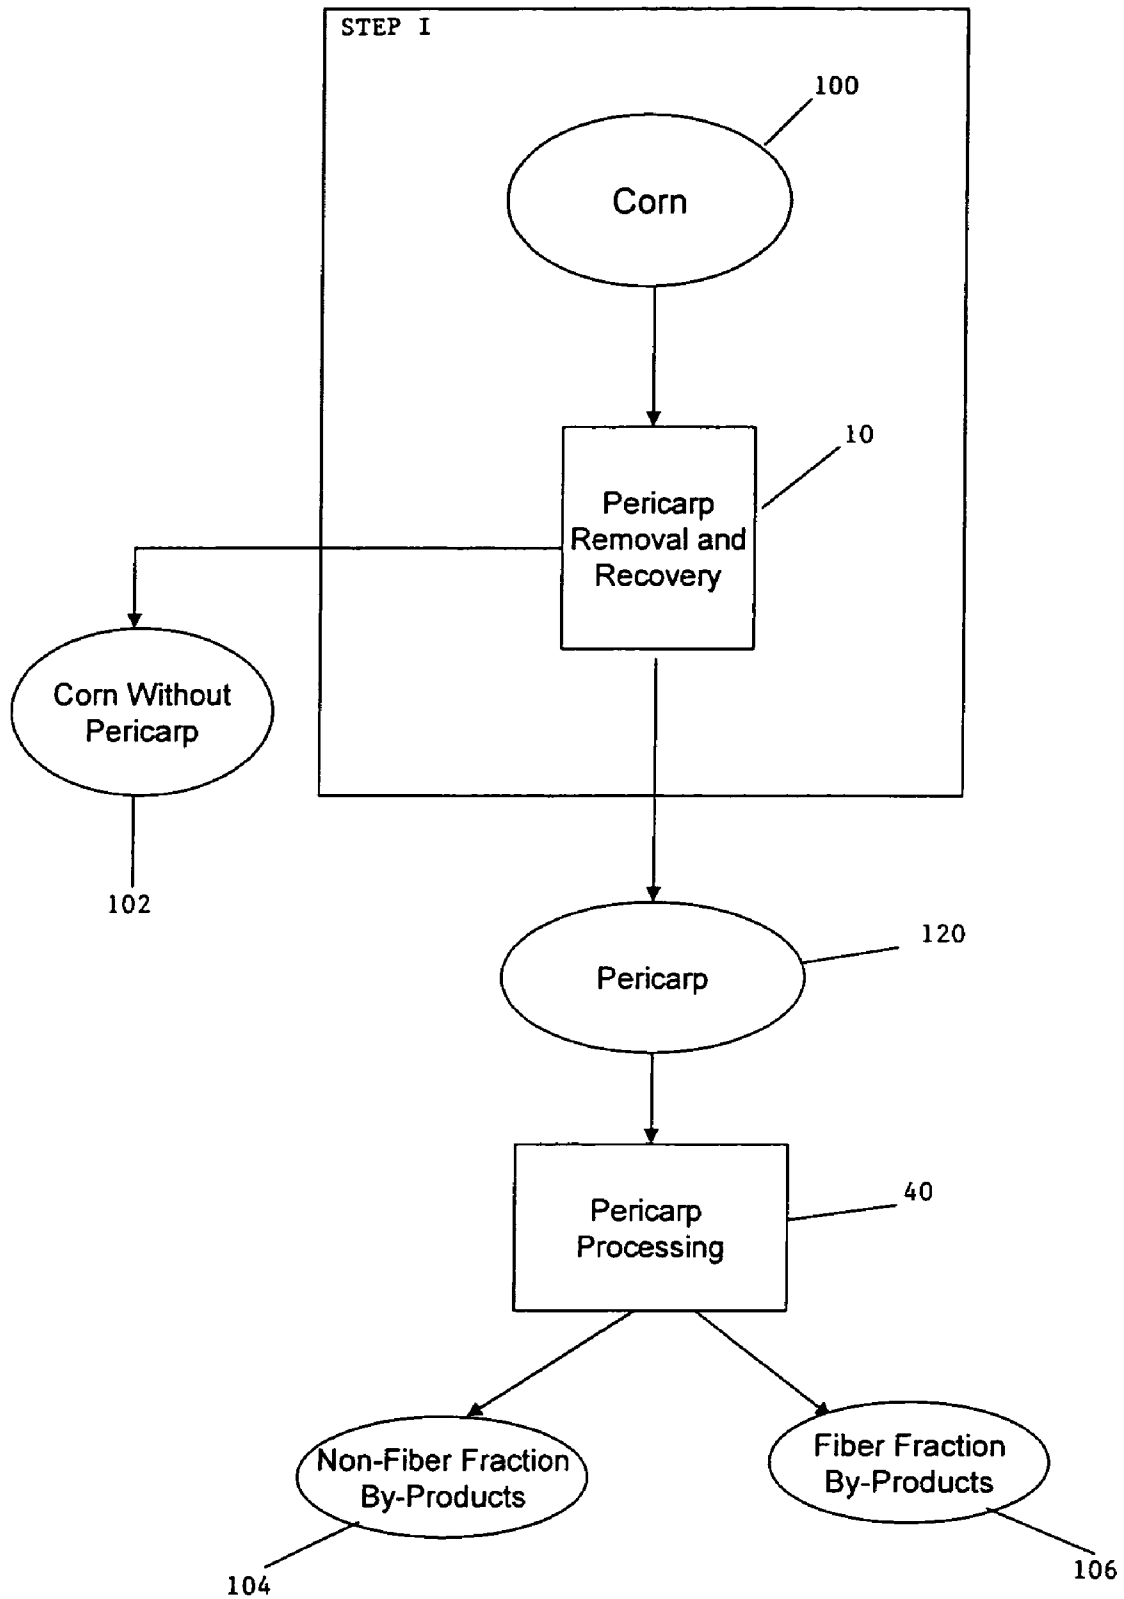 STEP I
100
Corn
10
Pericarp
Removal and
Recovery
Corn Without
Pericarp
102
120
Pericarp
40
Pericarp
Processing
Non-Fiber Fraction
By-Products
Fiber Fraction
By-Products
104
106